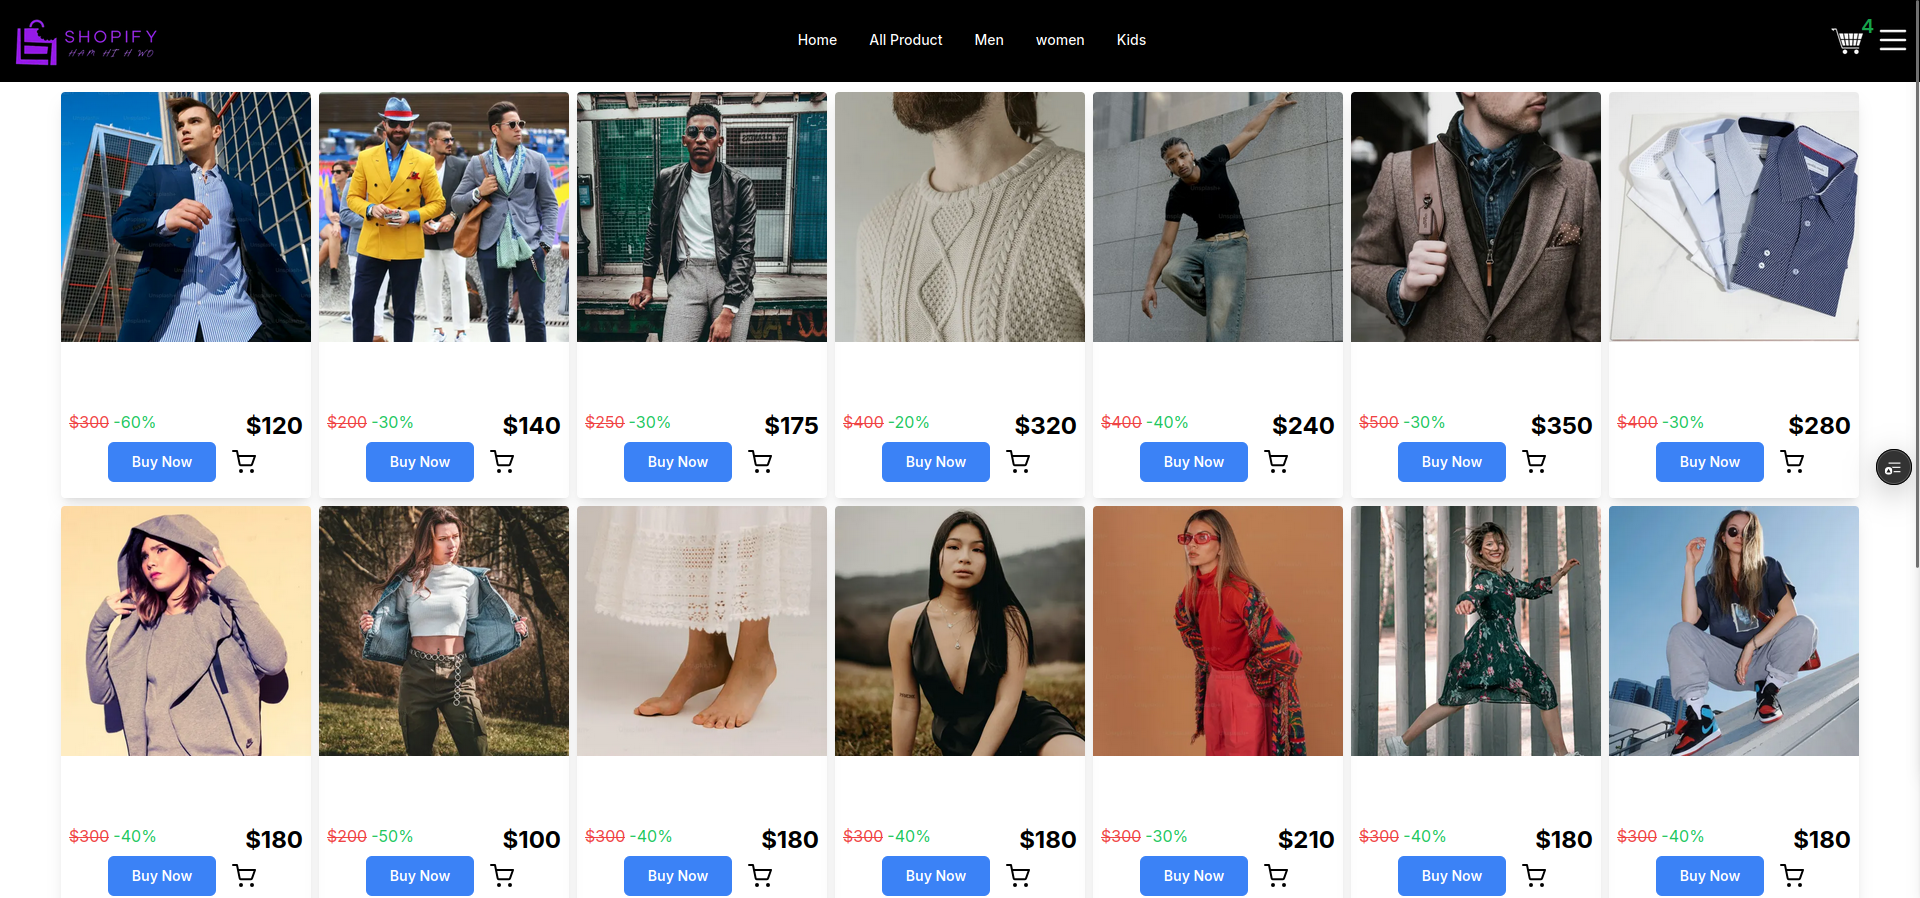 SHOPIFY
HAM HI H WO
Home All Product Men women Kids
4
$300 -60% $120
Buy Now
$200 -30% $140
Buy Now
$250 -30% $175
Buy Now
$400 -20% $320
Buy Now
$400 -40% $240
Buy Now
$500 -30% $350
Buy Now
$400 -30% $280
Buy Now
$300 -40% $180
Buy Now
$200 -50% $100
Buy Now
$300 -40% $180
Buy Now
$300 -40% $180
Buy Now
$300 -30% $210
Buy Now
$300 -40% $180
Buy Now
$300 -40% $180
Buy Now